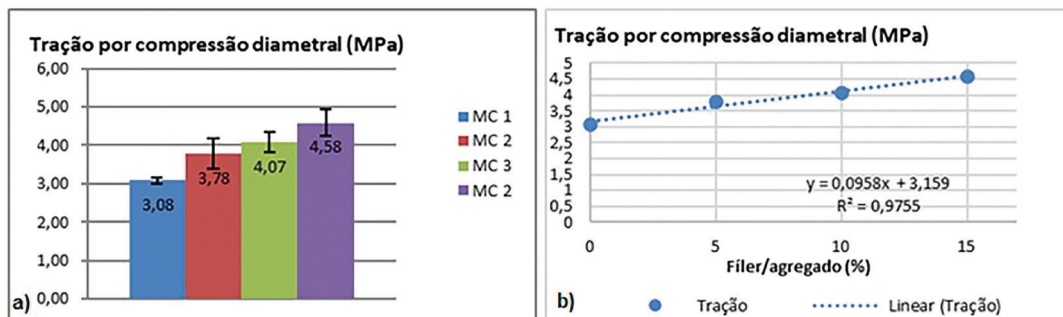 Tração por compressão diametral (MPa)
6,00
5,00
4,00
3,00
2,00
1,00
0,00
3,08
3,78
4,07
4,58
MC 1
MC 2
MC 3
MC 2
a)
Tração por compressão diametral (MPa)
5
4,5
4
3,5
3
2,5
2
1,5
1
0,5
0
y = 0,0958x + 3,159
R² = 0,9755
0 5 10 15
Fíler/agregado (%)
b)
Tração Linear (Tração)